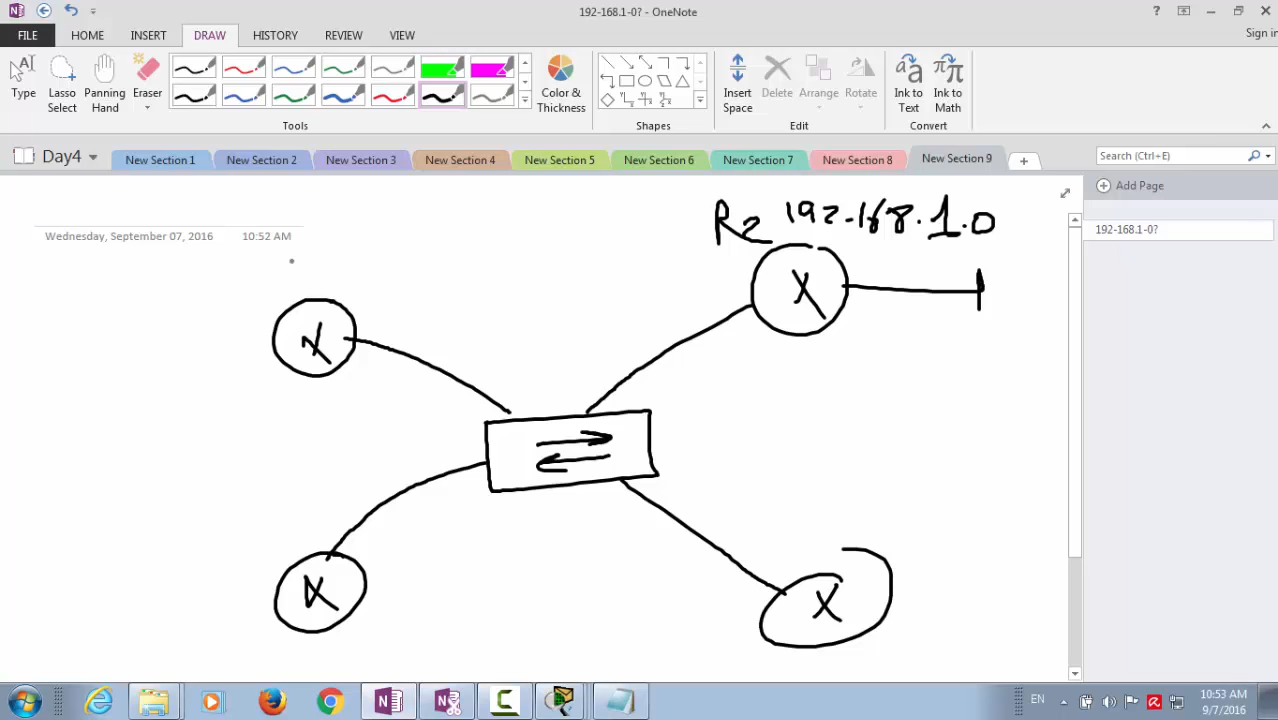 192-168.1-0? - OneNote
Sign in
FILE HOME INSERT DRAW HISTORY REVIEW VIEW
Type
Lasso Select
Panning Hand
Eraser
Color & Thickness
Insert Space
Delete
Arrange
Rotate
Ink to Text
Ink to Math
Tools Shapes Edit Convert
Day4 New Section 1 New Section 2 New Section 3 New Section 4 New Section 5 New Section 6 New Section 7 New Section 8 New Section 9 Search (Ctrl+E)
Add Page
192-168.1-0?
Wednesday, September 07, 2016 10:52 AM
R2 192.168.1.0
X
X
X
X
EN 10:53 AM
9/7/2016